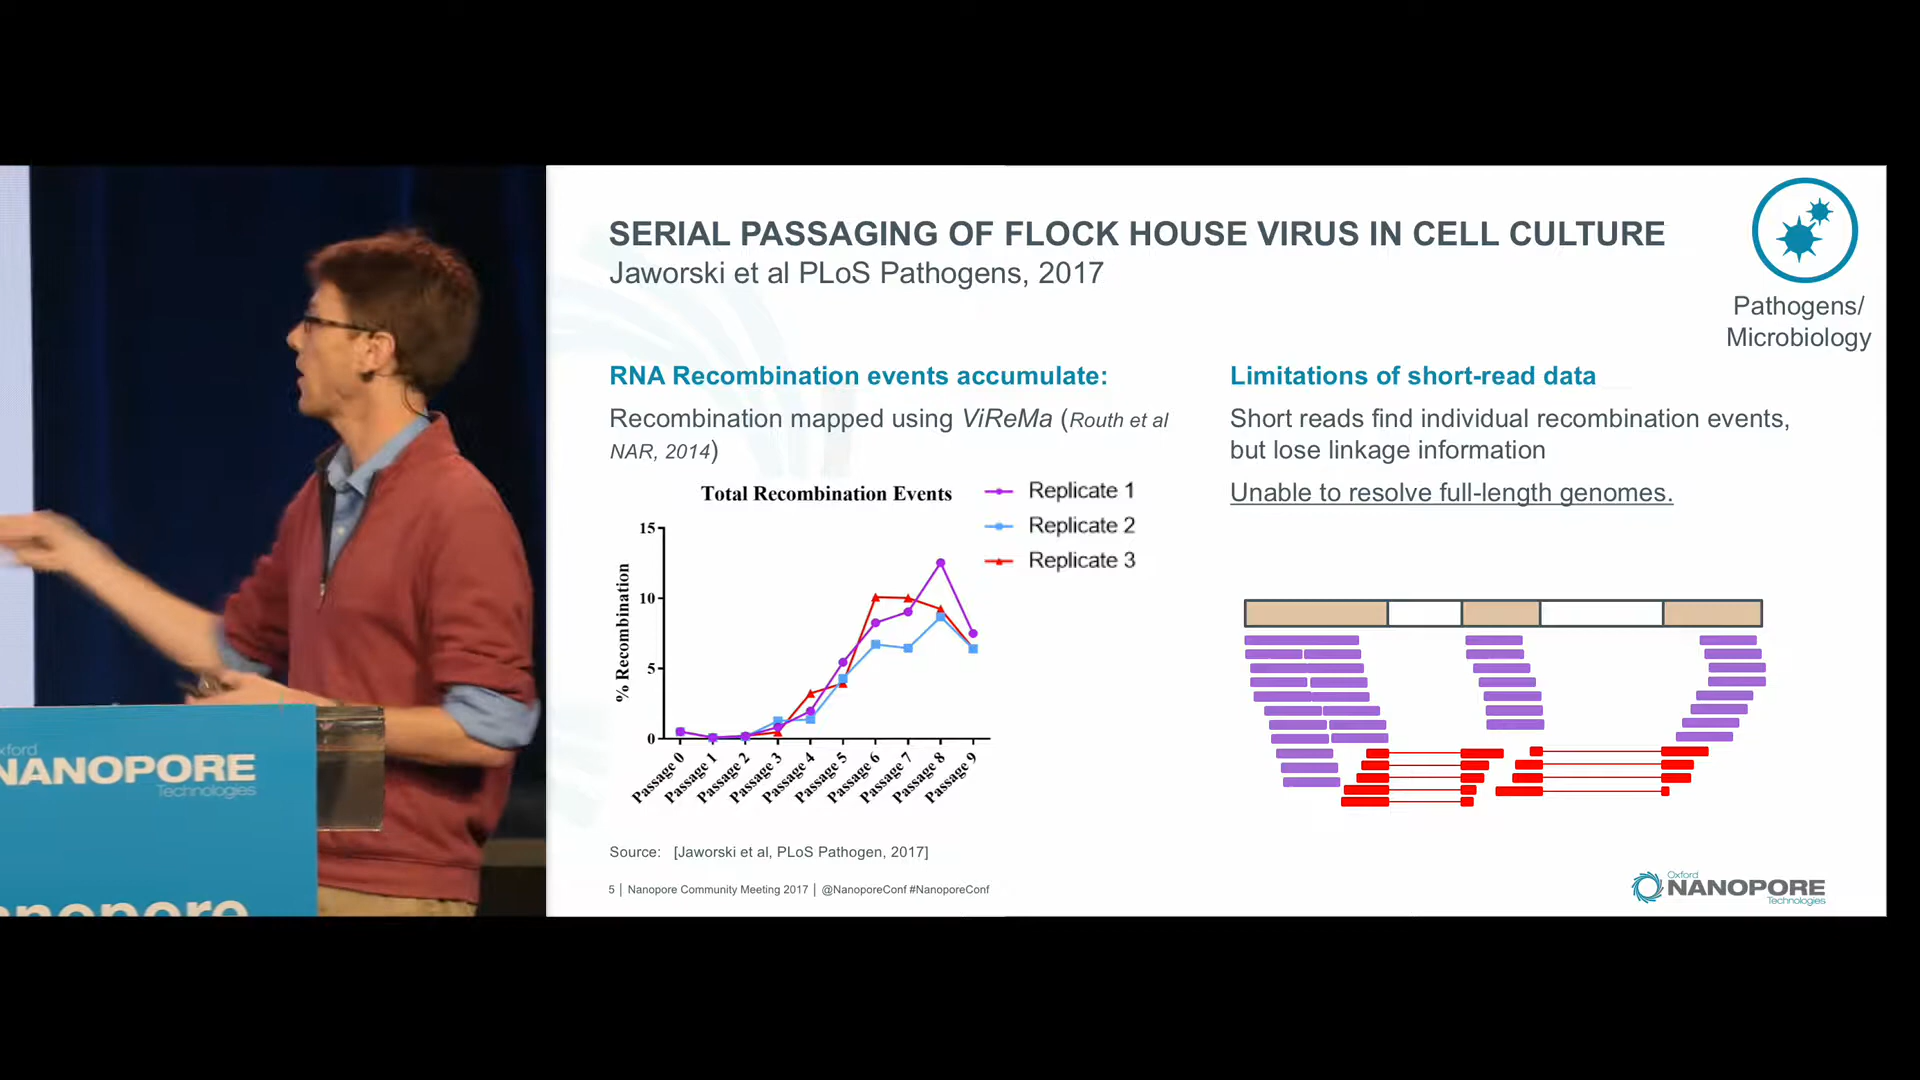 SERIAL PASSAGING OF FLOCK HOUSE VIRUS IN CELL CULTURE
Jaworski et al PLoS Pathogens, 2017
Pathogens/
Microbiology
RNA Recombination events accumulate:
Recombination mapped using ViReMa (Routh et al
NAR, 2014)
Total Recombination Events
Replicate 1
Replicate 2
Replicate 3
% Recombination
15
10
5
0
Passage 0
Passage 1
Passage 2
Passage 3
Passage 4
Passage 5
Passage 6
Passage 7
Passage 8
Passage 9
Source: [Jaworski et al, PLoS Pathogen, 2017]
5 | Nanopore Community Meeting 2017 | @NanoporeConf #NanoporeConf
Limitations of short-read data
Short reads find individual recombination events,
but lose linkage information
Unable to resolve full-length genomes.
Oxford
NANOPORE
Technologies
xford
NANOPORE
Technologies
anopore